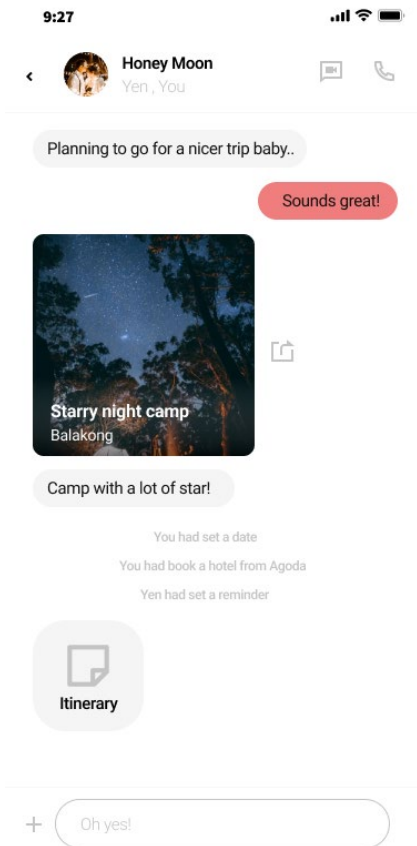 9:27
Honey Moon
Yen , You
Planning to go for a nicer trip baby..
Sounds great!
Starry night camp
Balakong
Camp with a lot of star!
You had set a date
You had book a hotel from Agoda
Yen had set a reminder
Itinerary
Oh yes!